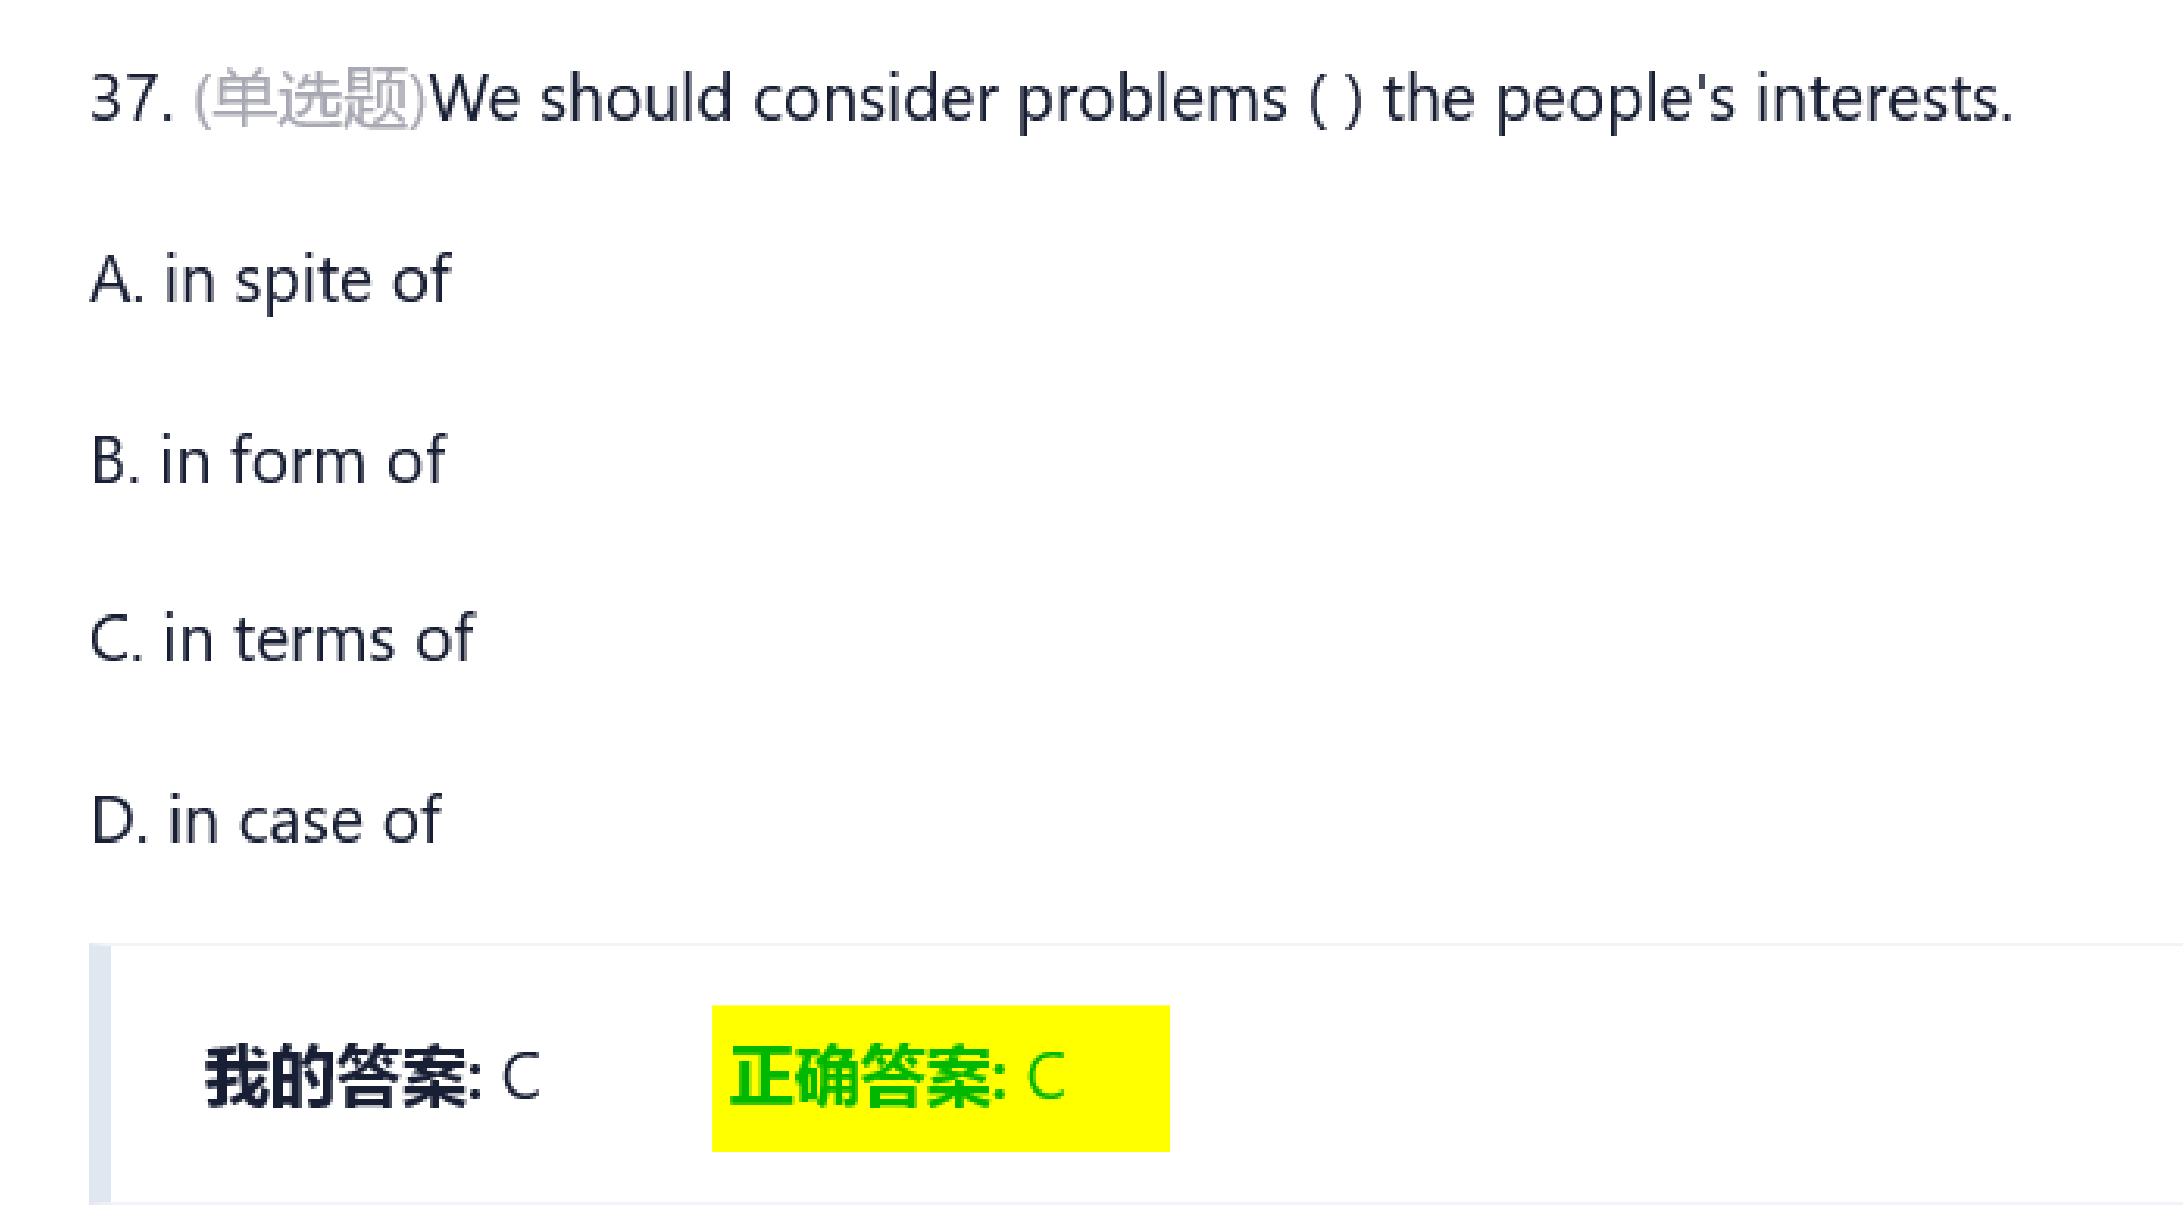 37. (单选题)We should consider problems ( ) the people's interests.
A. in spite of
B. in form of
C. in terms of
D. in case of
我的答案: C 正确答案: C